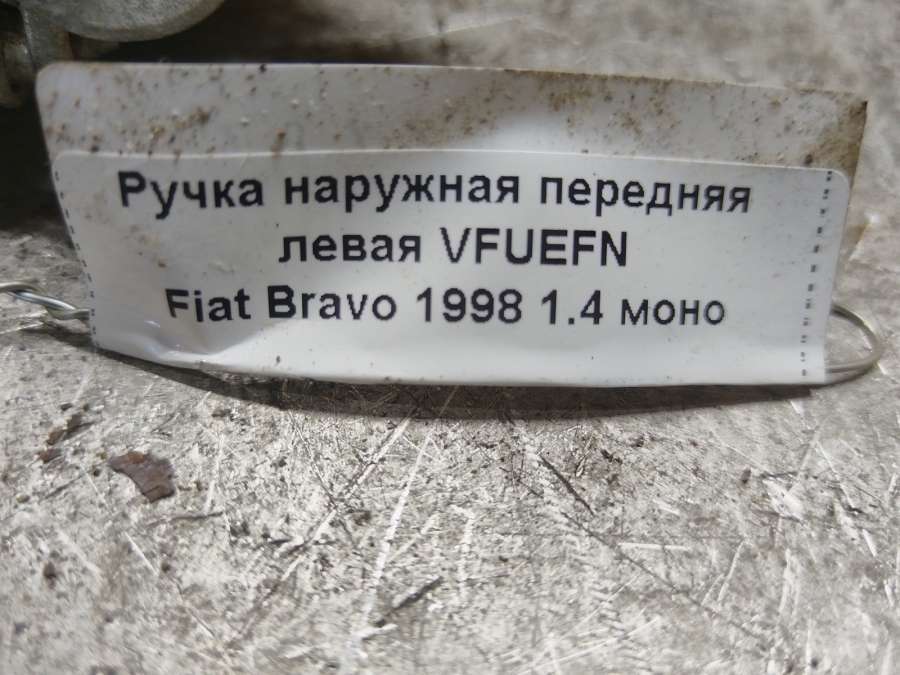 Ручка наружная передняя
левая VFUEFN
Fiat Bravo 1998 1.4 моно